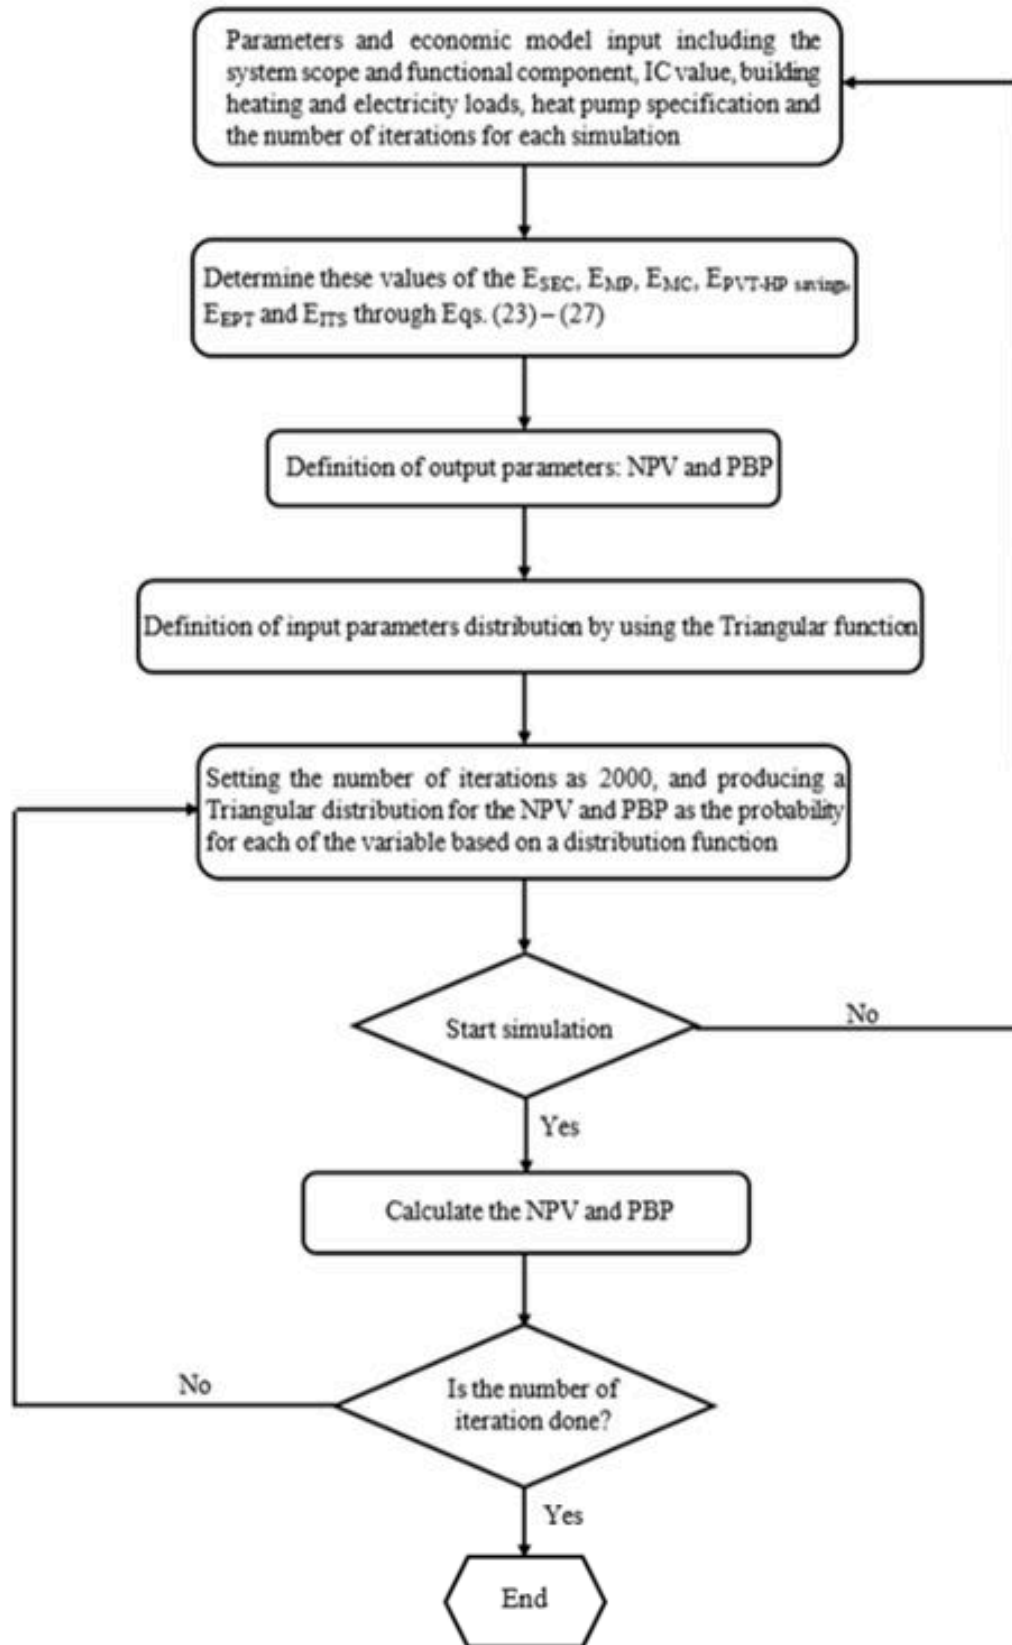 Parameters and economic model input including the
system scope and functional component, IC value, building
heating and electricity loads, heat pump specification and
the number of iterrations for each simulation
Determine these values of the ESEC, EMP, EMC, EPVT-HP savings,
EEPT and EITS through Eqs. (23) – (27)
Definition of output parameters: NPV and PBP
Definition of input parameters distribution by using the Triangular function
Setting the number of iterations as 2000, and producing a
Triangular distribution for the NPV and PBP as the probability
for each of the variable based on a distribution function
Start simulation
No
Yes
Calculate the NPV and PBP
No
Is the number of
iteration done?
Yes
End